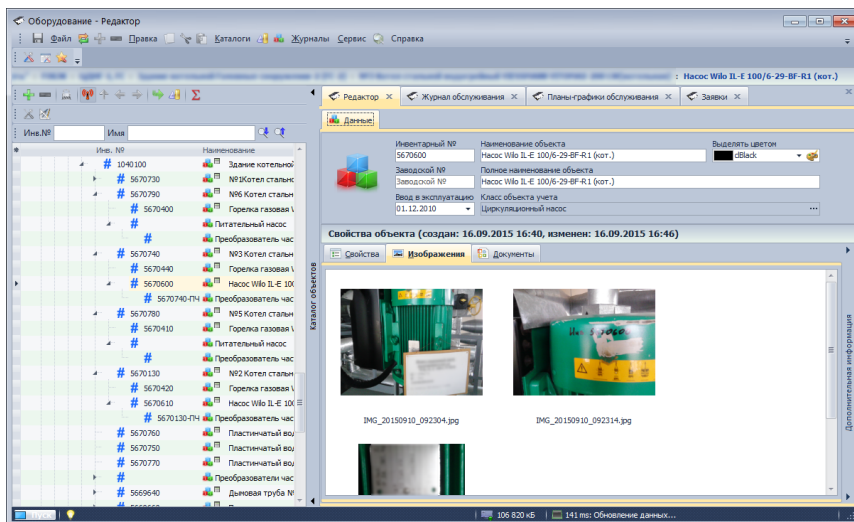 Оборудование - Редактор
Файл Правка Каталоги Журналы Сервис Справка
: Насос Wilo IL-E 100/6-29-BF-R1 (кот.)
Инв.№ Имя
Инв. № Наименование
1040100 Здание котельной
5670730 №1Котел стально
5670790 №6 Котел стальн
5670400 Горелка газовая
Питательный насос
Преобразователь час
5670740 №3 Котел стальн
5670440 Горелка газовая
5670600 Насос Wilo IL-E 100
5670740-ПЧ Преобразователь час
5670780 №5 Котел стальн
5670410 Горелка газовая
Питательный насос
Преобразователь час
5670130 №2 Котел стальн
5670420 Горелка газовая
5670610 Насос Wilo IL-E 100
5670130-ПЧ Преобразователь час
5670760 Пластинчатый вод
5670750 Пластинчатый вод
5670770 Пластинчатый вод
Преобразователи час
5669640 Дымовая труба №
Каталог объектов
Редактор Журнал обслуживания Планы-графики обслуживания Заявки
Данные
Инвентарный № Наименование объекта Выделять цветом
5670600 Насос Wilo IL-E 100/6-29-BF-R1 (кот.) dBlack
Заводской № Полное наименование объекта
Заводской № Насос Wilo IL-E 100/6-29-BF-R1 (кот.)
Ввод в эксплуатацию Класс объекта учета
01.12.2010 Циркуляционный насос ...
Свойства объекта (создан: 16.09.2015 16:40, изменен: 16.09.2015 16:46)
Свойства Изображения Документы
IMG_20150910_092304.jpg IMG_20150910_092314.jpg
Дополнительная информация
106 820 кБ 141 ms: Обновление данных...